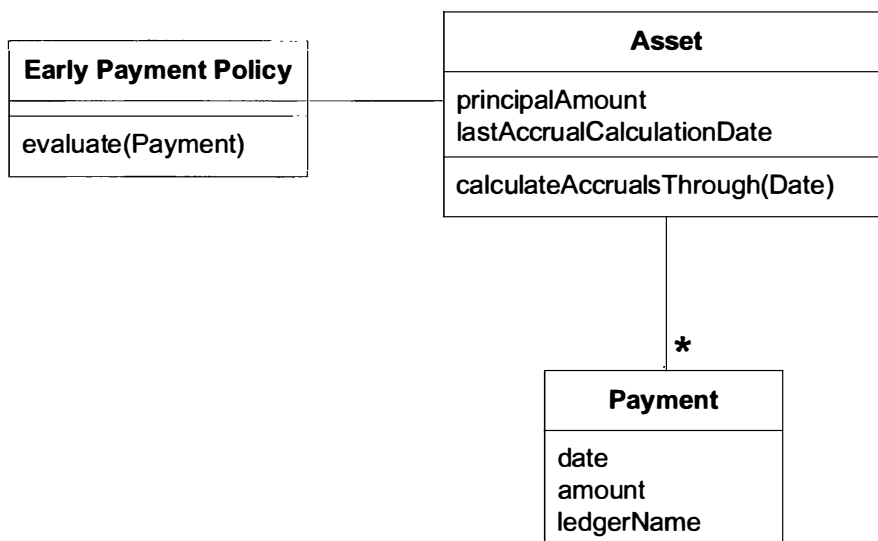 Early Payment Policy
evaluate(Payment)
Asset
principalAmount
lastAccrualCalculationDate
calculateAccrualsThrough(Date)
*
Payment
date
amount
ledgerName